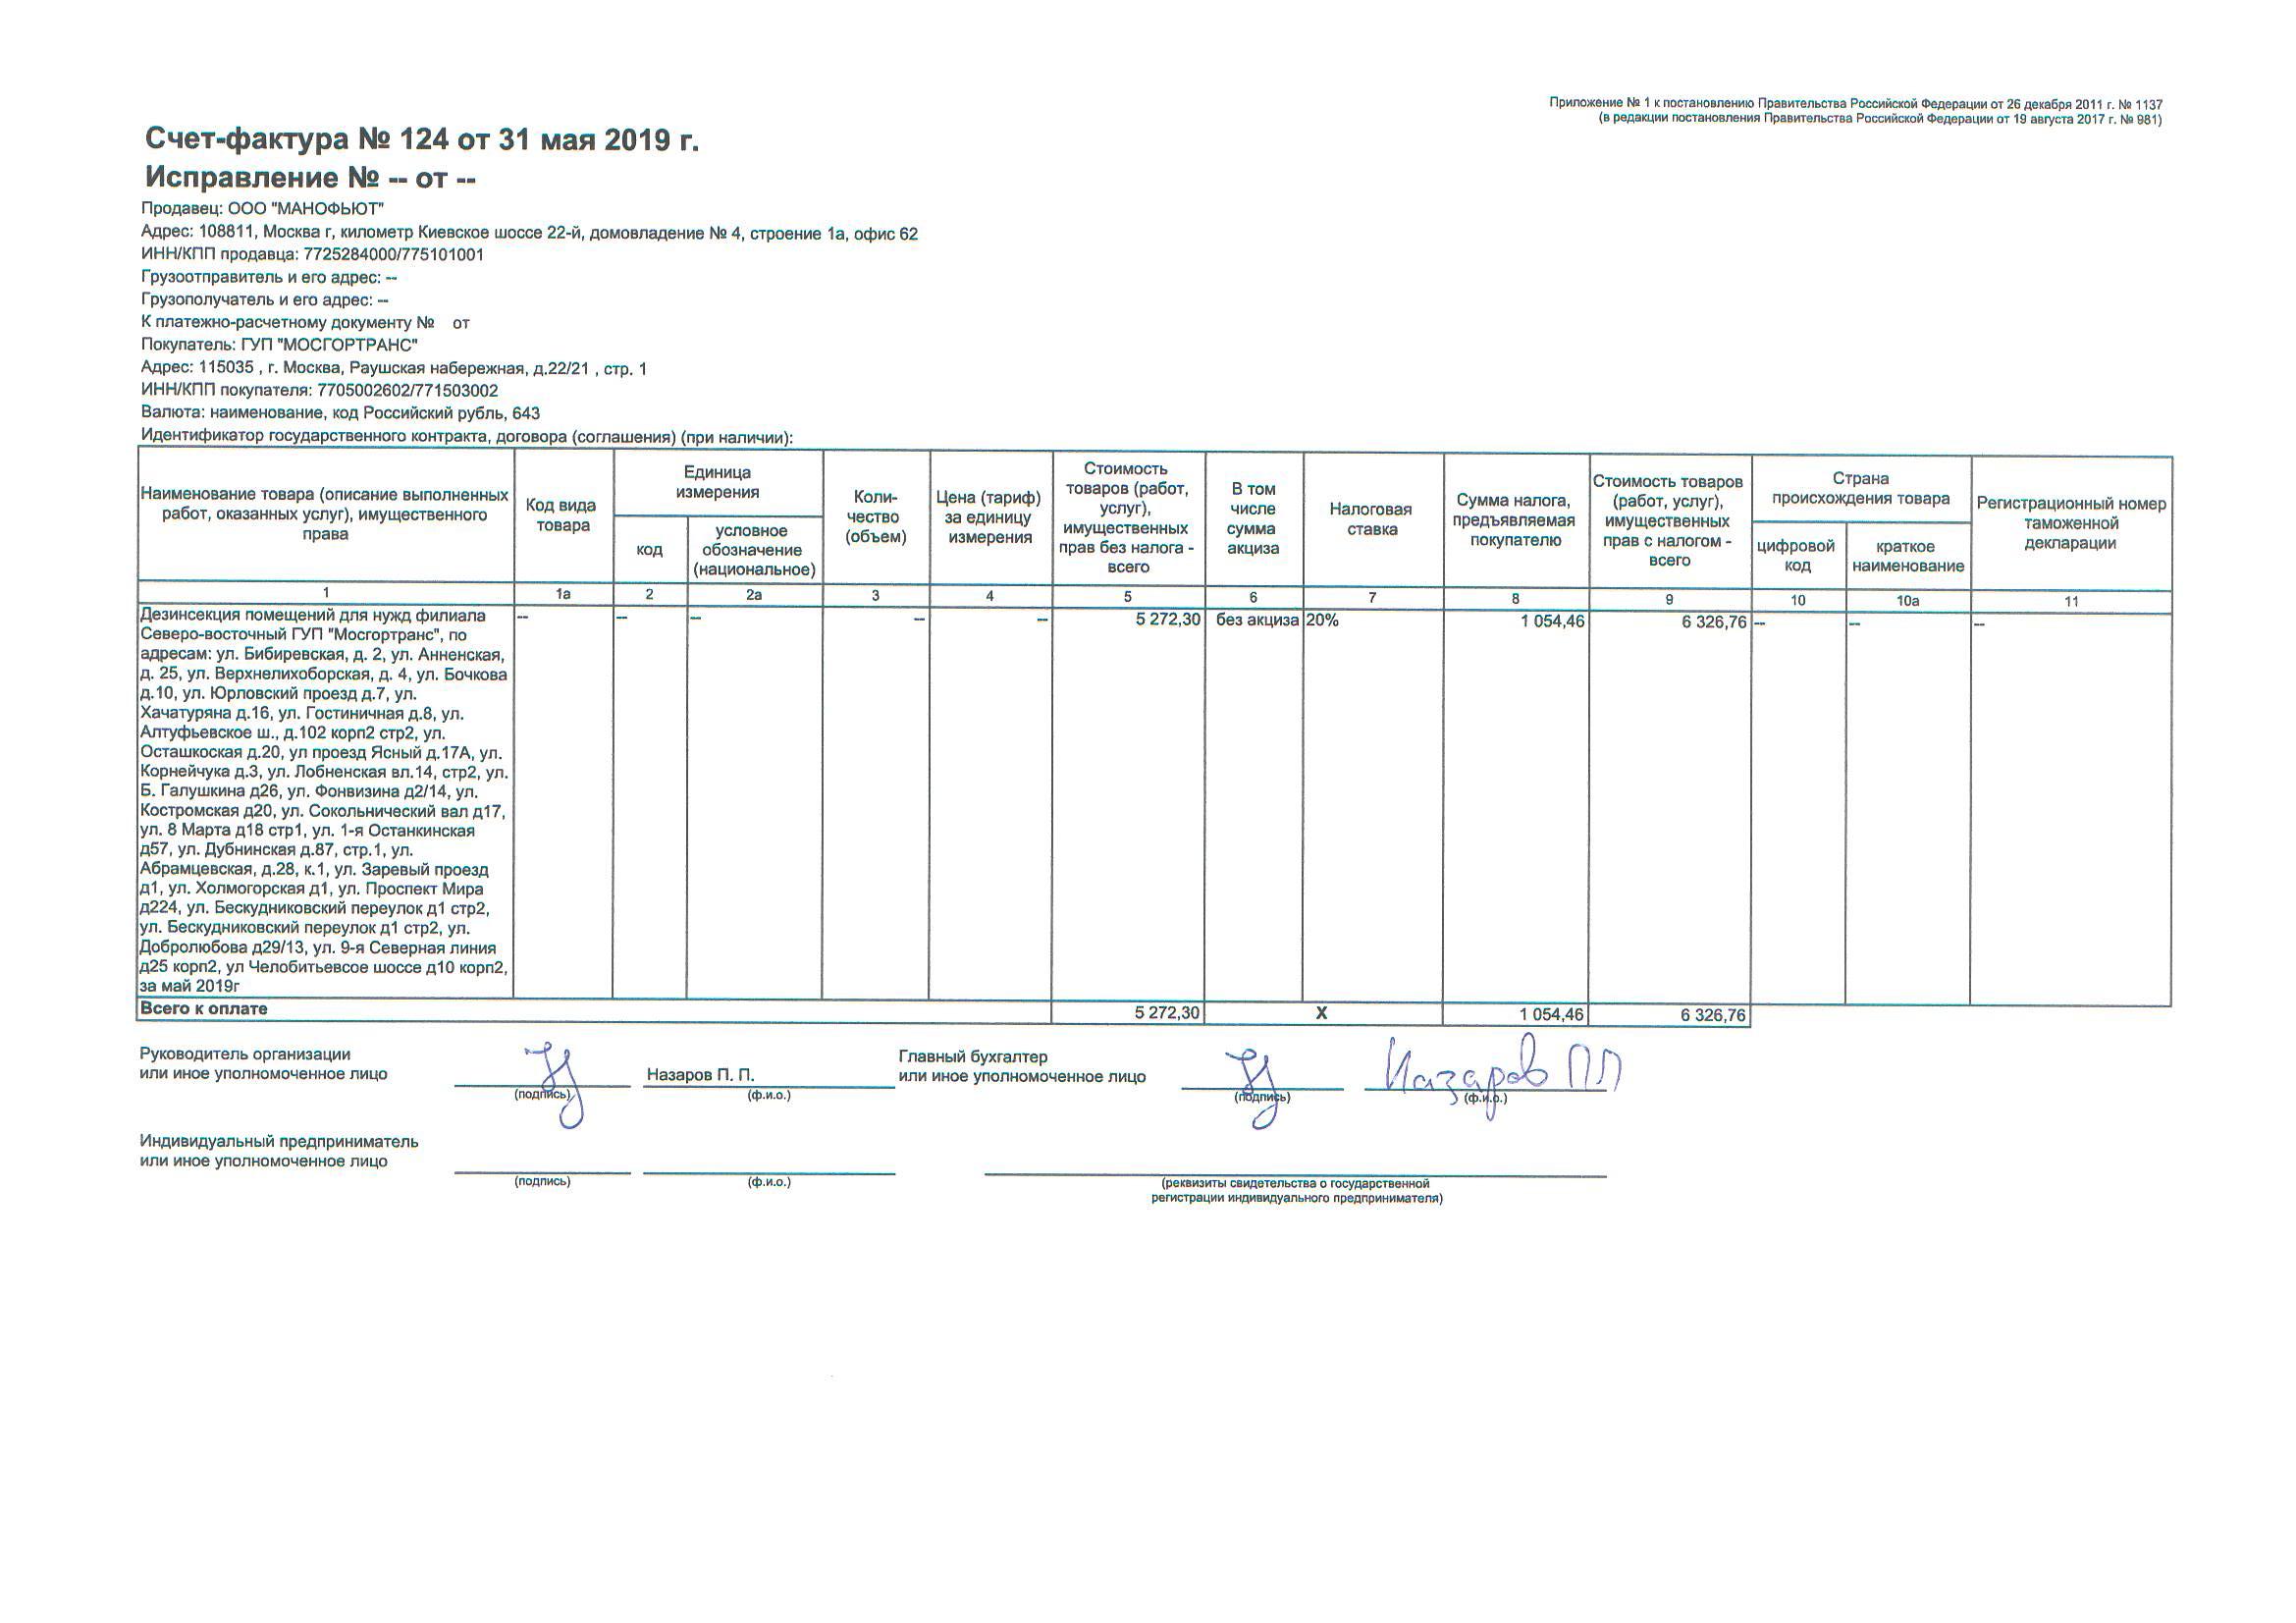 Приложение № 1 к постановлению Правительства Российской Федерации от 26 декабря 2011 г. № 1137
(в редакции постановления Правительства Российской Федерации от 19 августа 2017 г. № 981)
Счет-фактура № 124 от 31 мая 2019 г.
Исправление № -- от --
Продавец: ООО "МАНОФЬЮТ"
Адрес: 108811, Москва г, километр Киевское шоссе 22-й, домовладение № 4, строение 1а, офис 62
ИНН/КПП продавца: 7725284000/775101001
Грузоотправитель и его адрес: --
Грузополучатель и его адрес: --
К платежно-расчетному документу № от
Покупатель: ГУП "МОСГОРТРАНС"
Адрес: 115035 , г. Москва, Раушская набережная, д.22/21 , стр. 1
ИНН/КПП покупателя: 7705002602/771503002
Валюта: наименование, код Российский рубль, 643
Идентификатор государственного контракта, договора (соглашения) (при наличии):
Наименование товара (описание выполненных
работ, оказанных услуг), имущественного
права
Код вида
товара
Единица
измерения
код
условное
обозначение
(национальное)
Коли-
чество
(объем)
Цена (тариф)
за единицу
измерения
Стоимость
товаров (работ,
услуг),
имущественных
прав без налога -
всего
В том
числе
сумма
акциза
Налоговая
ставка
Сумма налога,
предъявляемая
покупателю
Стоимость товаров
(работ, услуг),
имущественных
прав с налогом -
всего
Страна
происхождения товара
цифровой
код
краткое
наименование
Регистрационный номер
таможенной
декларации
1 1а 2 2а 3 4 5 6 7 8 9 10 10а 11
Дезинсекция помещений для нужд филиала
Северо-восточный ГУП "Мосгортранс", по
адресам: ул. Бибиревская, д. 2, ул. Анненская,
д. 25, ул. Верхнелихоборская, д. 4, ул. Бочкова
д.10, ул. Юрловский проезд д.7, ул.
Хачатуряна д.16, ул. Гостиничная д.8, ул.
Алтуфьевское ш., д.102 корп2 стр2, ул.
Осташкоская д.20, ул проезд Ясный д.17А, ул.
Корнейчука д.3, ул. Лобненская вл.14, стр2, ул.
Б. Галушкина д26, ул. Фонвизина д2/14, ул.
Костромская д20, ул. Сокольнический вал д17,
ул. 8 Марта д18 стр1, ул. 1-я Останкинская
д57, ул. Дубнинская д.87, стр.1, ул.
Абрамцевская, д.28, к.1, ул. Заревый проезд
д1, ул. Холмогорская д1, ул. Проспект Мира
д224, ул. Бескудниковский переулок д1 стр2,
ул. Бескудниковский переулок д1 стр2, ул.
Добролюбова д29/13, ул. 9-я Северная линия
д25 корп2, ул Челобитьевсое шоссе д10 корп2,
за май 2019г
-- -- -- -- -- 5 272,30 без акциза 20% 1 054,46 6 326,76 -- -- --
Всего к оплате 5 272,30 X 1 054,46 6 326,76
Руководитель организации
или иное уполномоченное лицо
(подпись)
Назаров П. П.
(ф.и.о.)
Главный бухгалтер
или иное уполномоченное лицо
(подпись)
Назаров ПП
(ф.и.о.)
Индивидуальный предприниматель
или иное уполномоченное лицо
(подпись)
(ф.и.о.)
(реквизиты свидетельства о государственной
регистрации индивидуального предпринимателя)